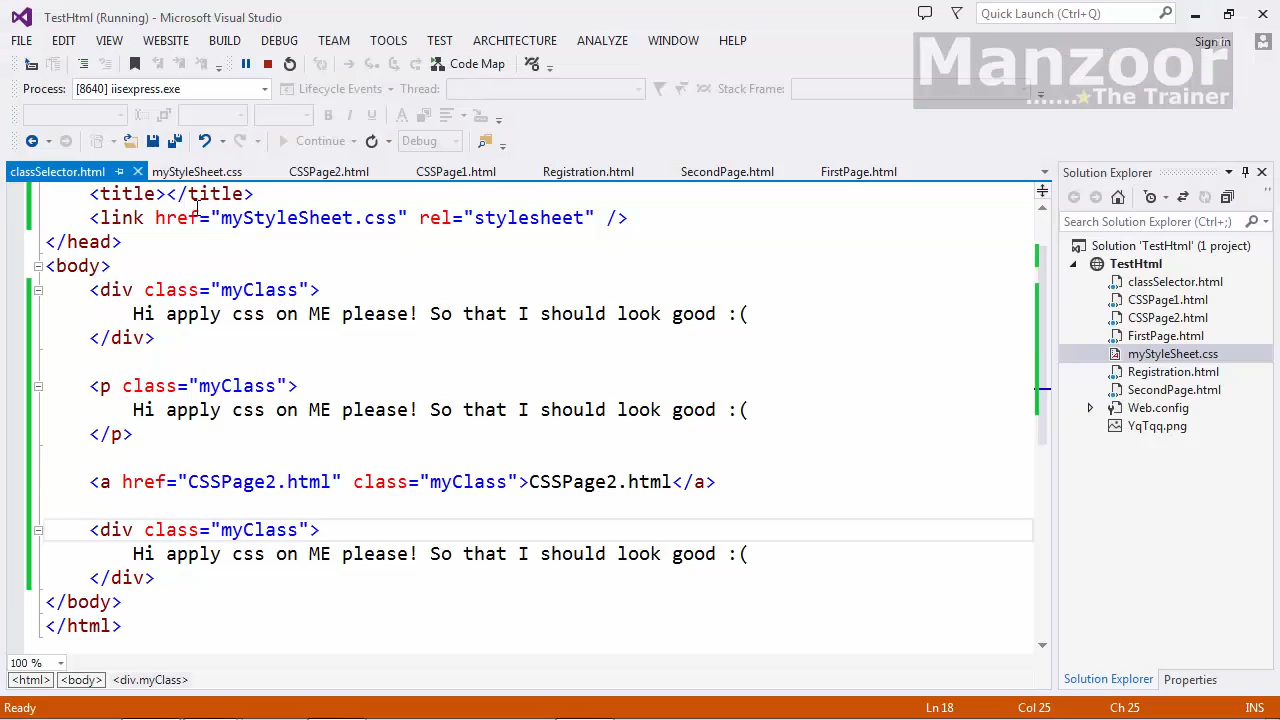 TestHtml (Running) - Microsoft Visual Studio
Quick Launch (Ctrl+Q)
FILE EDIT VIEW WEBSITE BUILD DEBUG TEAM TOOLS TEST ARCHITECTURE ANALYZE WINDOW HELP
Sign in
Manzoor
.......The Trainer
Code Map
Process: [8640] iisexpress.exe Lifecycle Events Thread: Stack Frame:
B I U A
Continue Debug
classSelector.html myStyleSheet.css CSSPage2.html CSSPage1.html Registration.html SecondPage.html FirstPage.html
<title></title>
<link href="myStyleSheet.css" rel="stylesheet" />
</head>
<body>
<div class="myClass">
Hi apply css on ME please! So that I should look good :(
</div>
<p class="myClass">
Hi apply css on ME please! So that I should look good :(
</p>
<a href="CSSPage2.html" class="myClass">CSSPage2.html</a>
<div class="myClass">
Hi apply css on ME please! So that I should look good :(
</div>
</body>
</html>
100 %
<html> <body> <div.myClass>
Solution Explorer
Search Solution Explorer (Ctrl+;)
Solution 'TestHtml' (1 project)
TestHtml
classSelector.html
CSSPage1.html
CSSPage2.html
FirstPage.html
myStyleSheet.css
Registration.html
SecondPage.html
Web.config
YqTqq.png
Solution Explorer Properties
Ready Ln 18 Col 25 Ch 25 INS